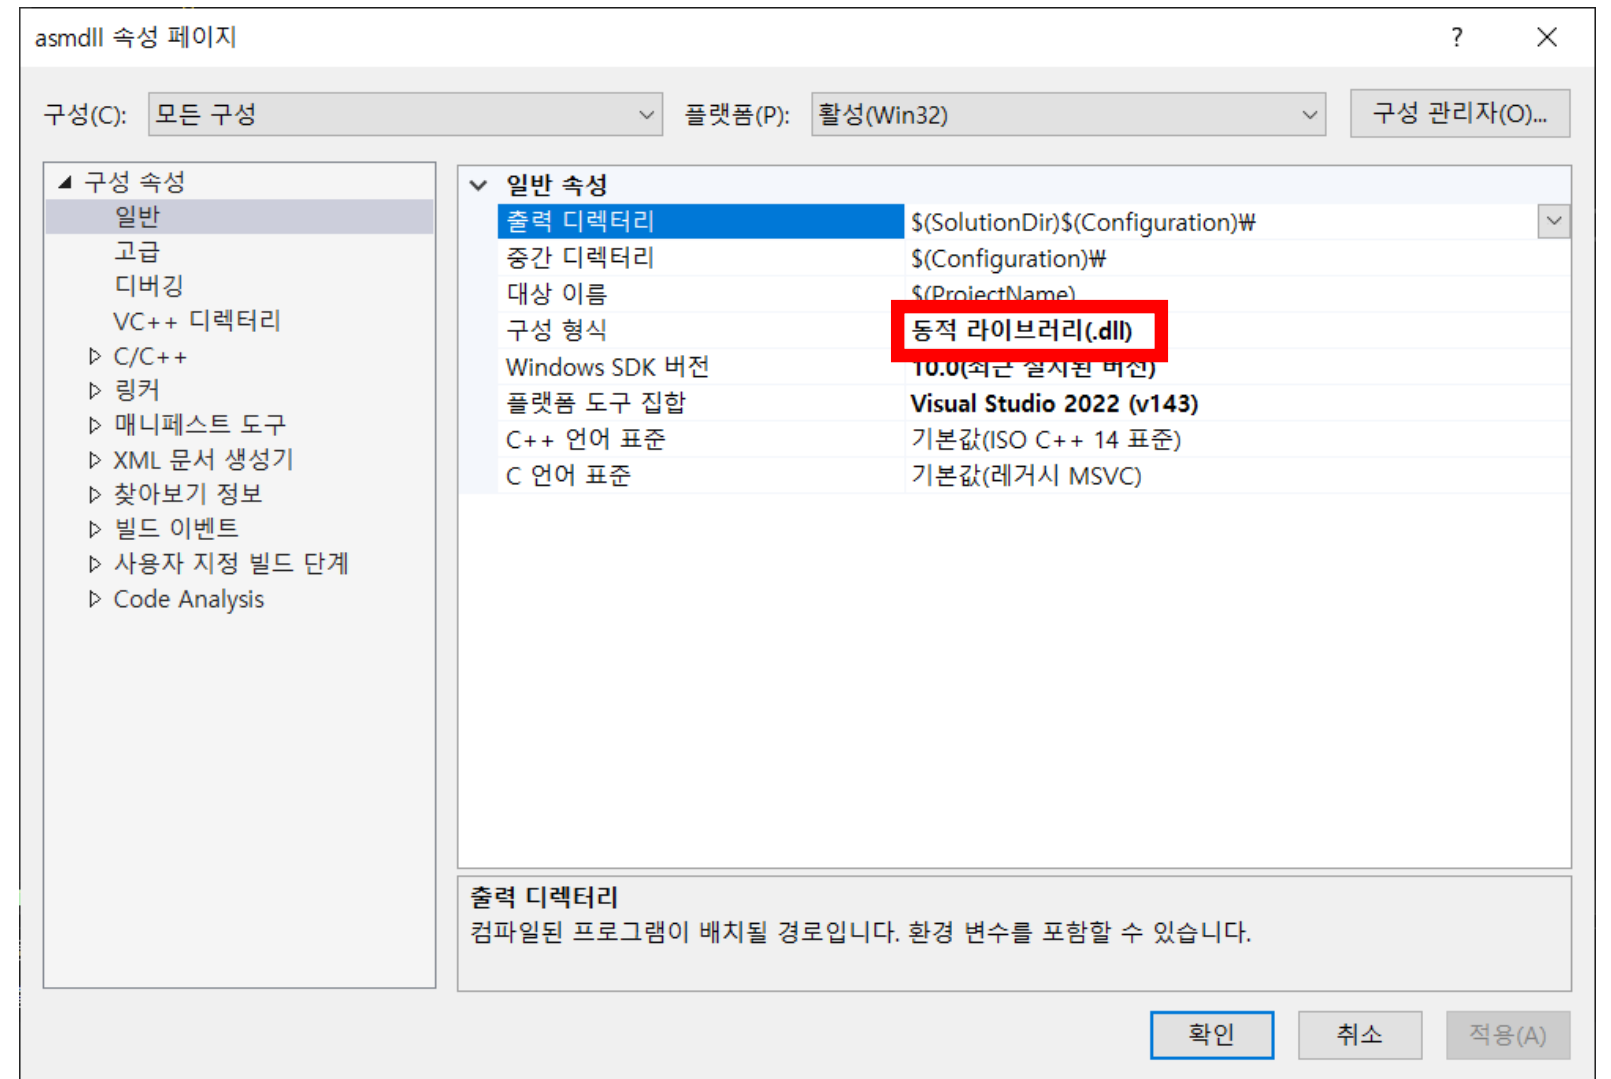 asmdll 속성 페이지
?
구성(C): 모든 구성 플랫폼(P): 활성(Win32) 구성 관리자(O)...
구성 속성
일반
고급
디버깅
VC++ 디렉터리
C/C++
링커
매니페스트 도구
XML 문서 생성기
찾아보기 정보
빌드 이벤트
사용자 지정 빌드 단계
Code Analysis
일반 속성
출력 디렉터리 $(SolutionDir)$(Configuration)₩
중간 디렉터리 $(Configuration)₩
대상 이름 $(ProjectName)
구성 형식 동적 라이브러리(.dll)
Windows SDK 버전 10.0(최근 설치된 버전)
플랫폼 도구 집합 Visual Studio 2022 (v143)
C++ 언어 표준 기본값(ISO C++ 14 표준)
C 언어 표준 기본값(레거시 MSVC)
출력 디렉터리
컴파일된 프로그램이 배치될 경로입니다. 환경 변수를 포함할 수 있습니다.
확인 취소 적용(A)